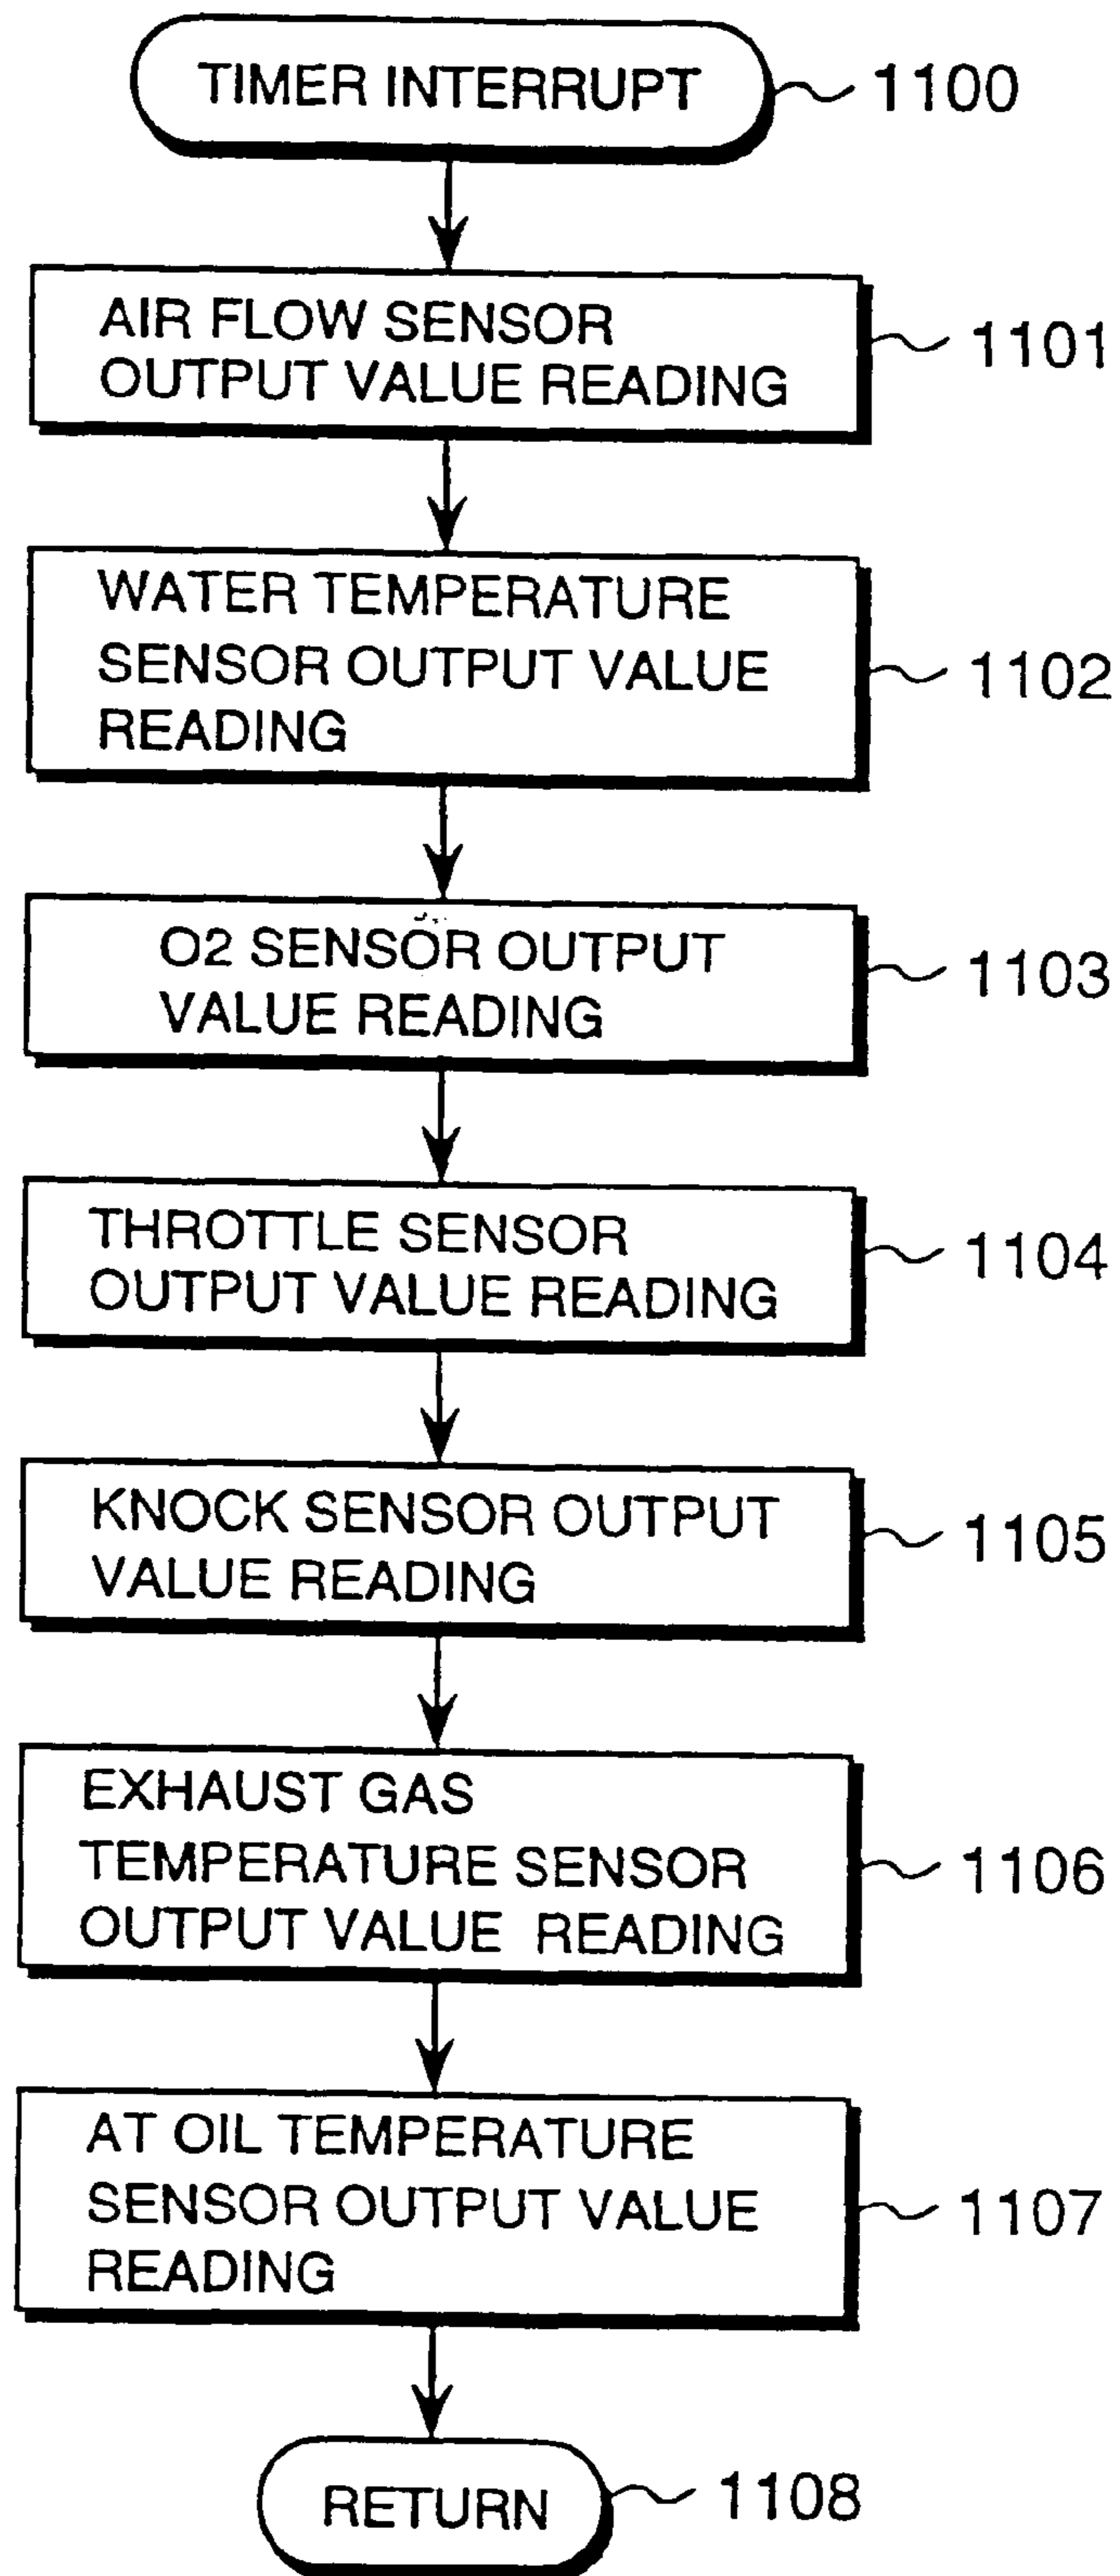 TIMER INTERRUPT
1100
AIR FLOW SENSOR
OUTPUT VALUE READING
1101
WATER TEMPERATURE
SENSOR OUTPUT VALUE
READING
1102
O2 SENSOR OUTPUT
VALUE READING
1103
THROTTLE SENSOR
OUTPUT VALUE READING
1104
KNOCK SENSOR OUTPUT
VALUE READING
1105
EXHAUST GAS
TEMPERATURE SENSOR
OUTPUT VALUE READING
1106
AT OIL TEMPERATURE
SENSOR OUTPUT VALUE
READING
1107
RETURN
1108